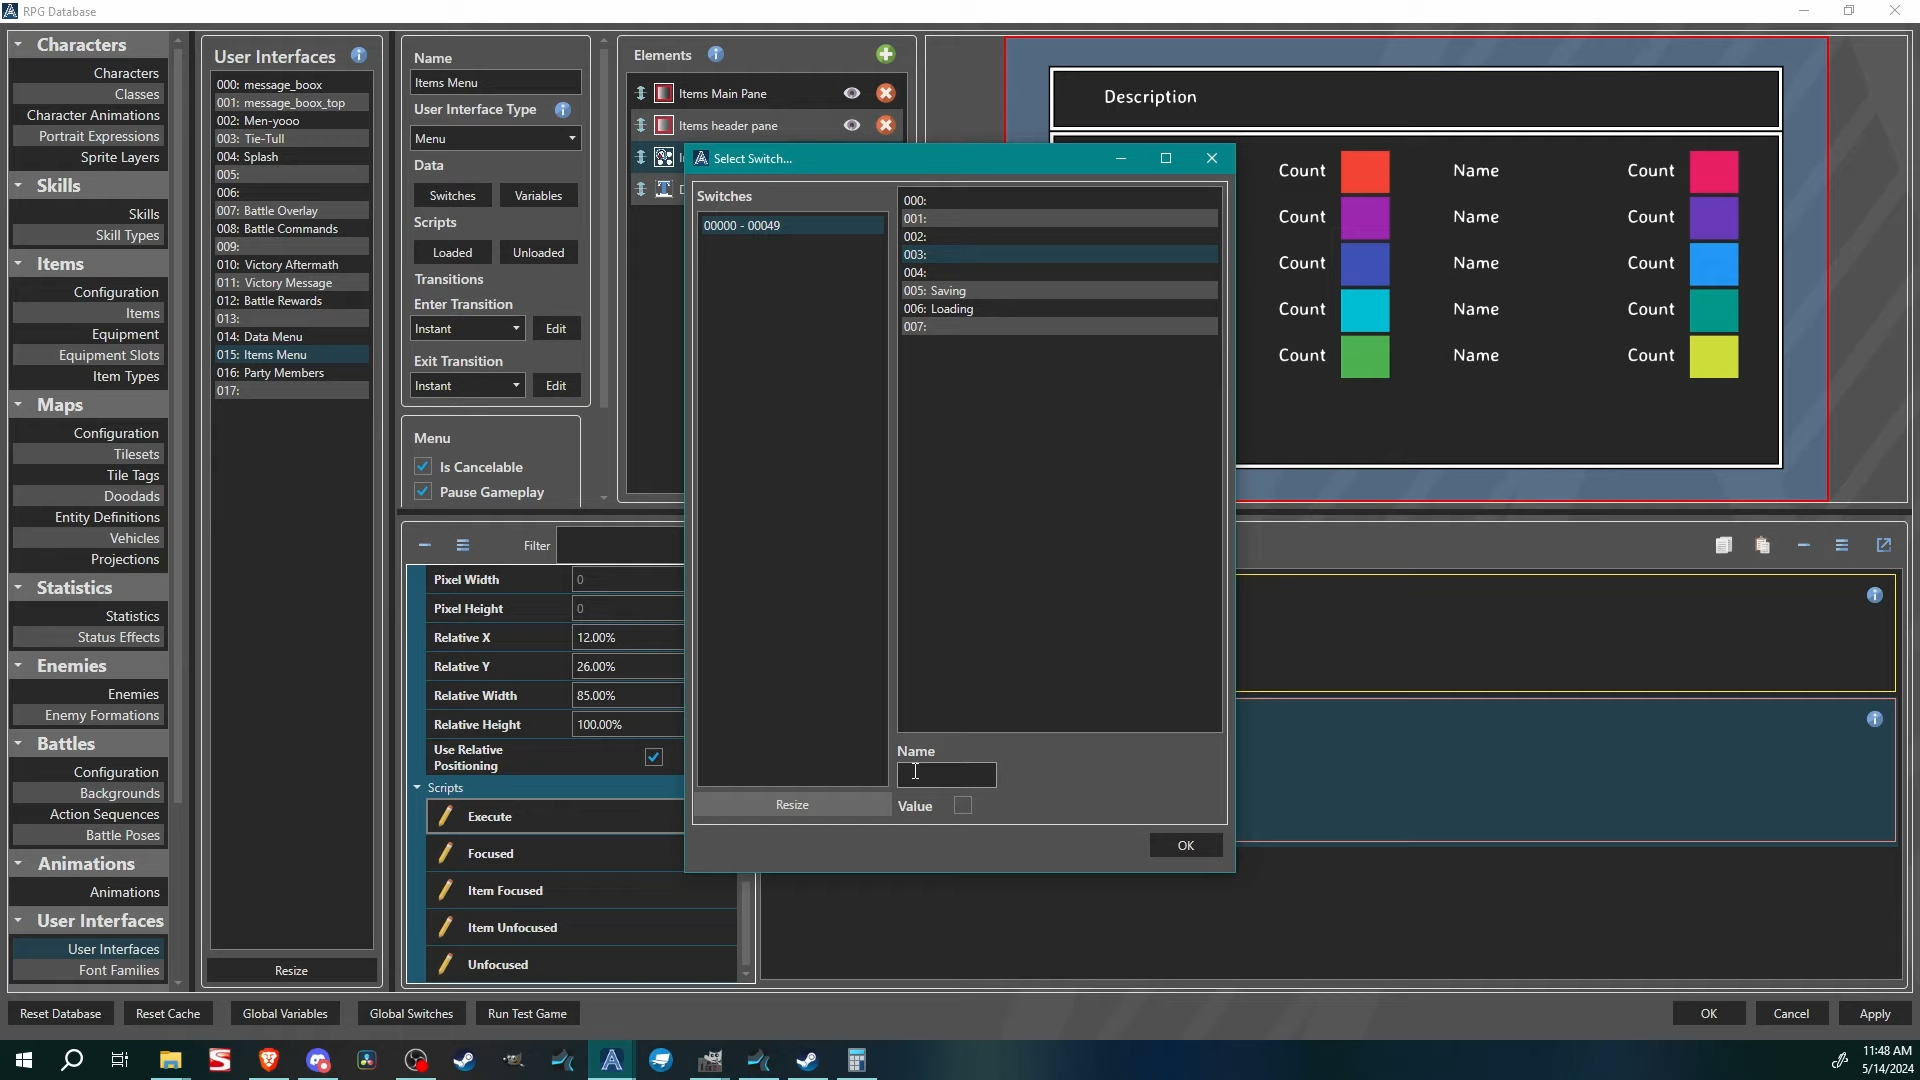 RPG Database
Characters
Characters
Classes
Character Animations
Portrait Expressions
Sprite Layers
Skills
Skills
Skill Types
Items
Configuration
Items
Equipment
Equipment Slots
Item Types
Maps
Configuration
Tilesets
Tile Tags
Doodads
Entity Definitions
Vehicles
Projections
Statistics
Statistics
Status Effects
Enemies
Enemies
Enemy Formations
Battles
Configuration
Backgrounds
Action Sequences
Battle Poses
Animations
Animations
User Interfaces
User Interfaces
Font Families
User Interfaces
000: message_boox
001: message_boox_top
002: Men-yooo
003: Tie-Tull
004: Splash
005:
006:
007: Battle Overlay
008: Battle Commands
009:
010: Victory Aftermath
011: Victory Message
012: Battle Rewards
013:
014: Data Menu
015: Items Menu
016: Party Members
017:
Resize
Name
Items Menu
User Interface Type
Menu
Data
Switches Variables
Scripts
Loaded Unloaded
Transitions
Enter Transition
Instant Edit
Exit Transition
Instant Edit
Menu
Is Cancelable
Pause Gameplay
Elements
Items Main Pane
Items header pane
Description
Count Name Count
Count Name Count
Count Name Count
Count Name Count
Count Name Count
Select Switch...
Switches
00000 - 00049
000:
001:
002:
003:
004:
005: Saving
006: Loading
007:
Name
Value
Resize
OK
Filter
Pixel Width 0
Pixel Height 0
Relative X 12.00%
Relative Y 26.00%
Relative Width 85.00%
Relative Height 100.00%
Use Relative
Positioning
Scripts
Execute
Focused
Item Focused
Item Unfocused
Unfocused
Reset Database Reset Cache Global Variables Global Switches Run Test Game
OK Cancel Apply
11:48 AM
5/14/2024